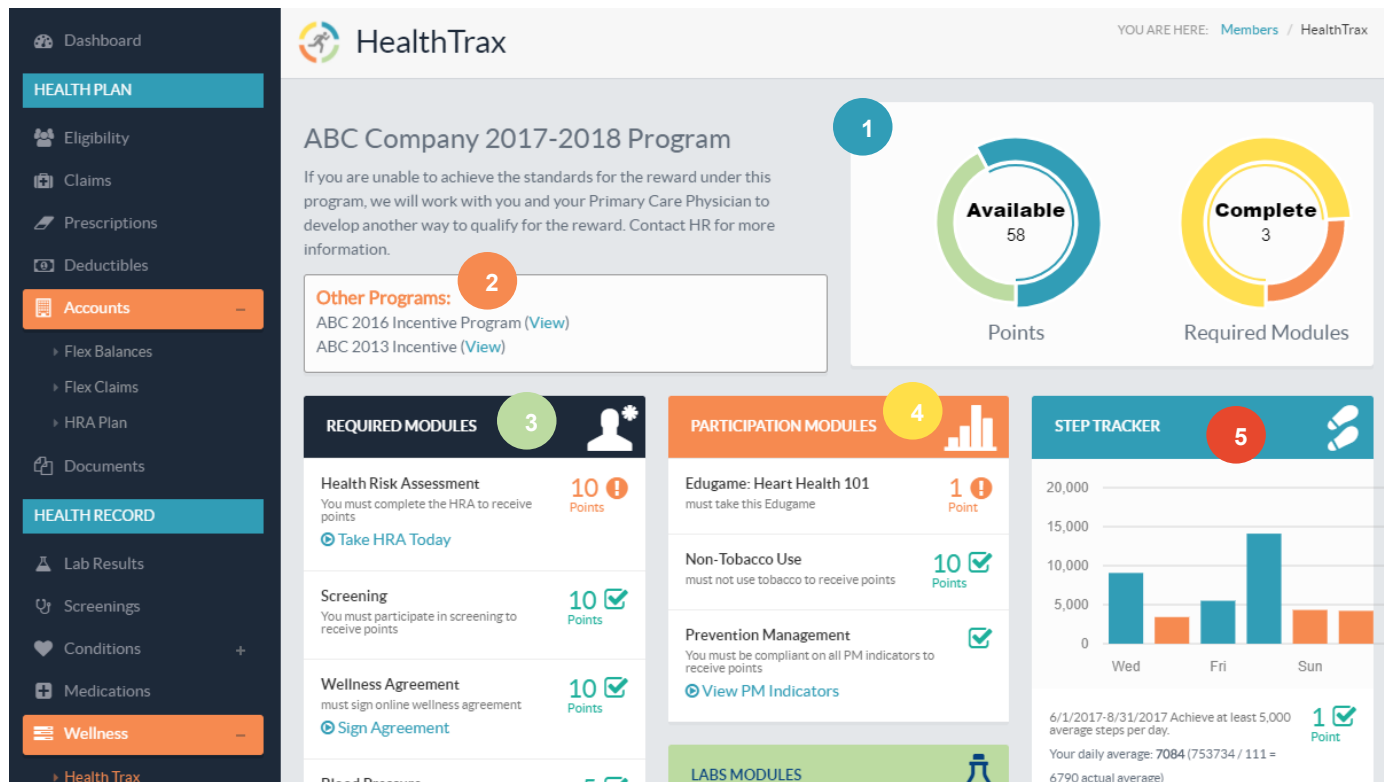 Dashboard
HEALTH PLAN
Eligibility
Claims
Prescriptions
Deductibles
Accounts
Flex Balances
Flex Claims
HRA Plan
Documents
HEALTH RECORD
Lab Results
Screenings
Conditions
Medications
Wellness
Health Trax
HealthTrax
YOU ARE HERE: Members / HealthTrax
ABC Company 2017-2018 Program
If you are unable to achieve the standards for the reward under this
program, we will work with you and your Primary Care Physician to
develop another way to qualify for the reward. Contact HR for more
information.
2
Other Programs:
ABC 2016 Incentive Program (View)
ABC 2013 Incentive (View)
1
Available
58
Points
Complete
3
Required Modules
REQUIRED MODULES
3
Health Risk Assessment
You must complete the HRA to receive
points
Take HRA Today
10
Points
Screening
You must participate in screening to
receive points
10
Points
Wellness Agreement
must sign online wellness agreement
Sign Agreement
10
Points
Blood Pressure
5
PARTICIPATION MODULES
4
Edugame: Heart Health 101
must take this Edugame
1
Point
Non-Tobacco Use
must not use tobacco to receive points
10
Points
Prevention Management
You must be compliant on all PM indicators to
receive points
View PM Indicators
LABS MODULES
STEP TRACKER
5
20,000
15,000
10,000
5,000
0
Wed Fri Sun
6/1/2017-8/31/2017 Achieve at least 5,000
average steps per day.
1
Point
Your daily average: 7084 (753734 / 111 =
6790 actual average)